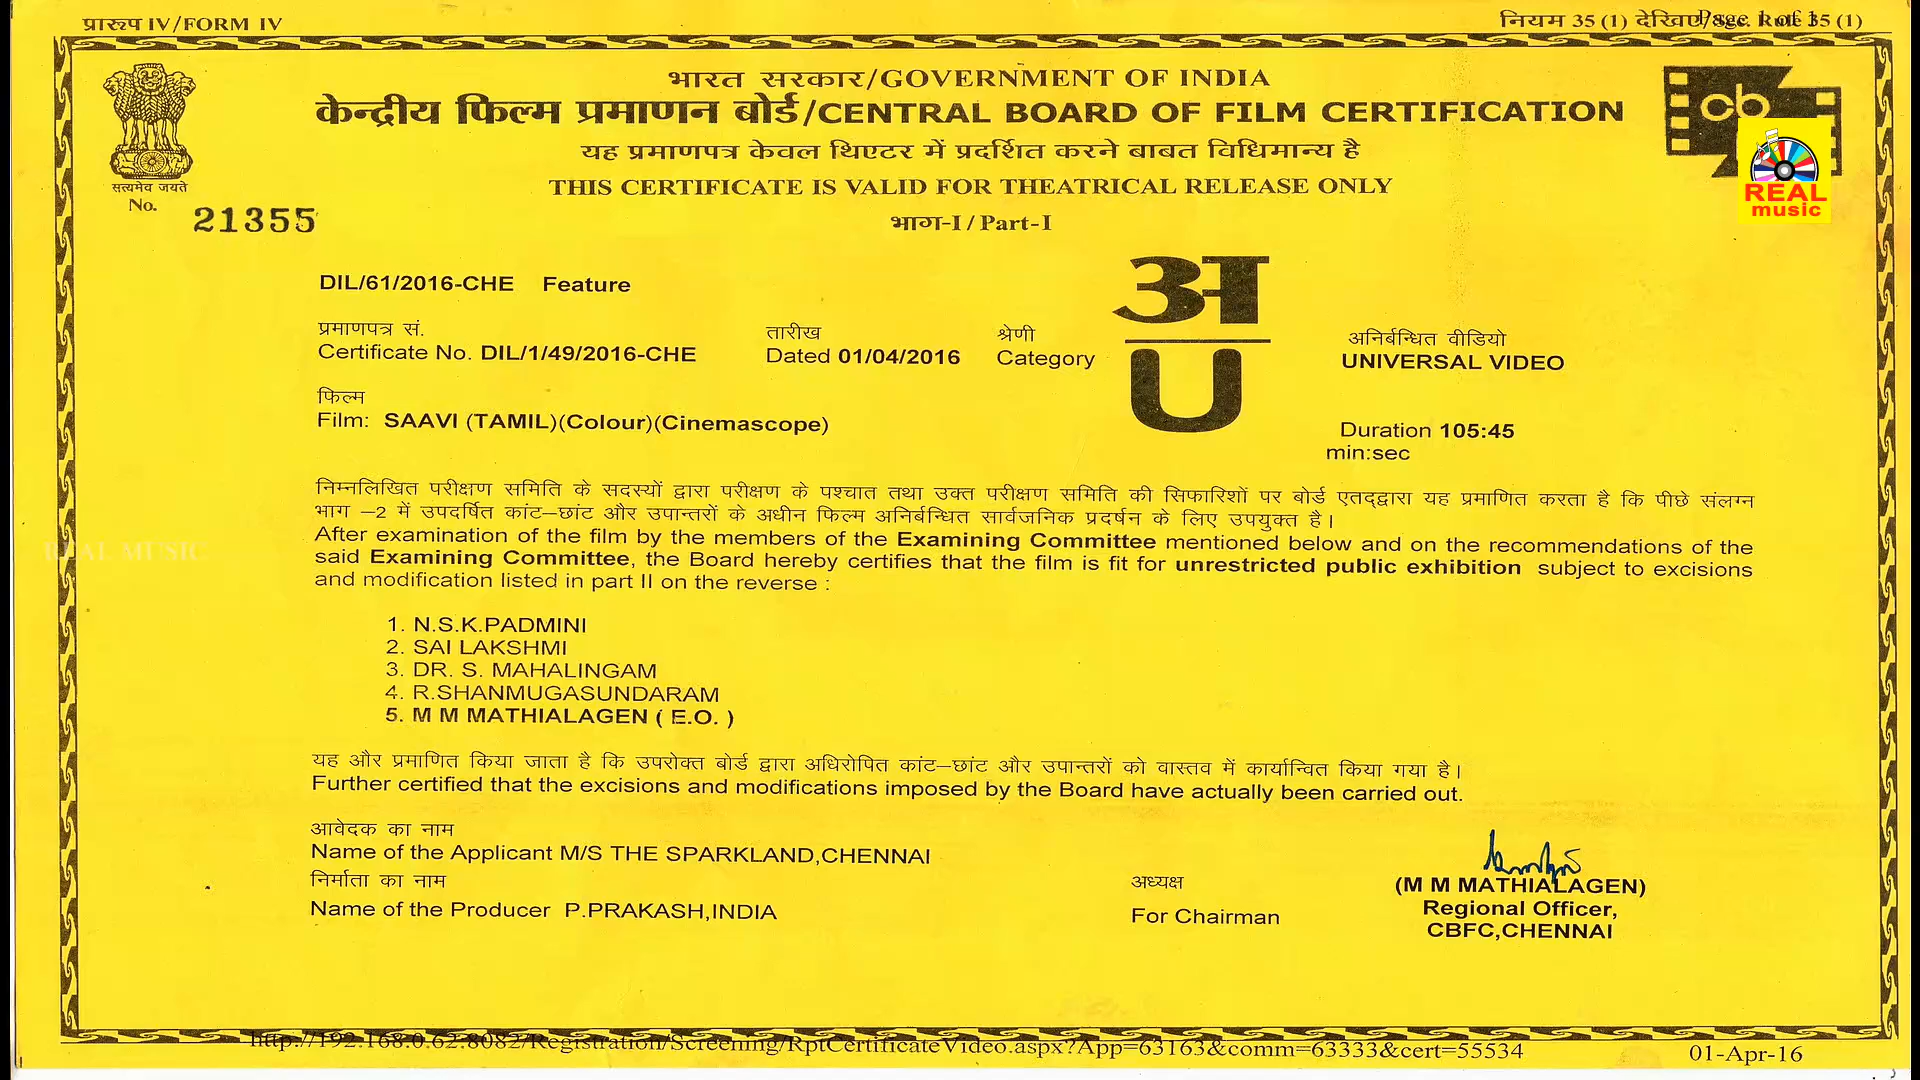 प्रारूप IV/FORM IV
नियम 35 (1) देखिए/See. Rule 35 (1)
Page 1 of 1
भारत सरकार/GOVERNMENT OF INDIA
केन्द्रीय फिल्म प्रमाणन बोर्ड/CENTRAL BOARD OF FILM CERTIFICATION
cb
यह प्रमाणपत्र केवल थिएटर में प्रदर्शित करने बाबत विधिमान्य है
THIS CERTIFICATE IS VALID FOR THEATRICAL RELEASE ONLY
सत्यमेव जयते
REAL
music
No. 21355
भाग-I / Part-I
DIL/61/2016-CHE Feature
अ
U
प्रमाणपत्र सं. तारीख श्रेणी अनिर्बन्धित वीडियो
Certificate No. DIL/1/49/2016-CHE Dated 01/04/2016 Category UNIVERSAL VIDEO
फिल्म
Film: SAAVI (TAMIL)(Colour)(Cinemascope)
Duration 105:45
min:sec
निम्नलिखित परीक्षण समिति के सदस्यों द्वारा परीक्षण के पश्चात तथा उक्त परीक्षण समिति की सिफारिशों पर बोर्ड एतद्द्वारा यह प्रमाणित करता है कि पीछे संलग्न
भाग –2 में उपदर्षित कांट–छांट और उपान्तरों के अधीन फिल्म अनिर्बन्धित सार्वजनिक प्रदर्षन के लिए उपयुक्त है।
After examination of the film by the members of the Examining Committee mentioned below and on the recommendations of the
said Examining Committee, the Board hereby certifies that the film is fit for unrestricted public exhibition subject to excisions
and modification listed in part II on the reverse :
REAL MUSIC
1. N.S.K.PADMINI
2. SAI LAKSHMI
3. DR. S. MAHALINGAM
4. R.SHANMUGASUNDARAM
5. M M MATHIALAGEN ( E.O. )
यह और प्रमाणित किया जाता है कि उपरोक्त बोर्ड द्वारा अधिरोपित कांट–छांट और उपान्तरों को वास्तव में कार्यान्वित किया गया है।
Further certified that the excisions and modifications imposed by the Board have actually been carried out.
आवेदक का नाम
Name of the Applicant M/S THE SPARKLAND,CHENNAI
निर्माता का नाम
Name of the Producer P.PRAKASH,INDIA
अध्यक्ष
For Chairman
(M M MATHIALAGEN)
Regional Officer,
CBFC,CHENNAI
http://192.168.0.62:8082/Registration/Screening/RptCertificateVideo.aspx?App=63163&comm=63333&cert=55534
01-Apr-16